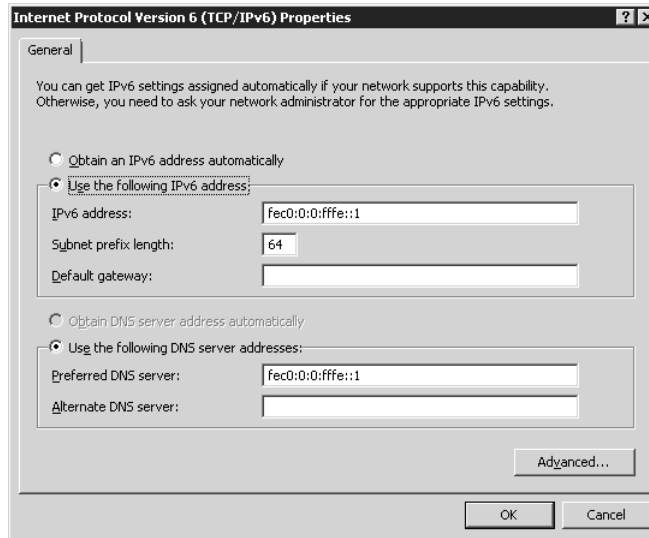 Internet Protocol Version 6 (TCP/IPv6) Properties
General
You can get IPv6 settings assigned automatically if your network supports this capability.
Otherwise, you need to ask your network administrator for the appropriate IPv6 settings.
Obtain an IPv6 address automatically
Use the following IPv6 address:
IPv6 address: fec0:0:0:fffe::1
Subnet prefix length: 64
Default gateway:
Obtain DNS server address automatically
Use the following DNS server addresses:
Preferred DNS server: fec0:0:0:fffe::1
Alternate DNS server:
Advanced...
OK Cancel